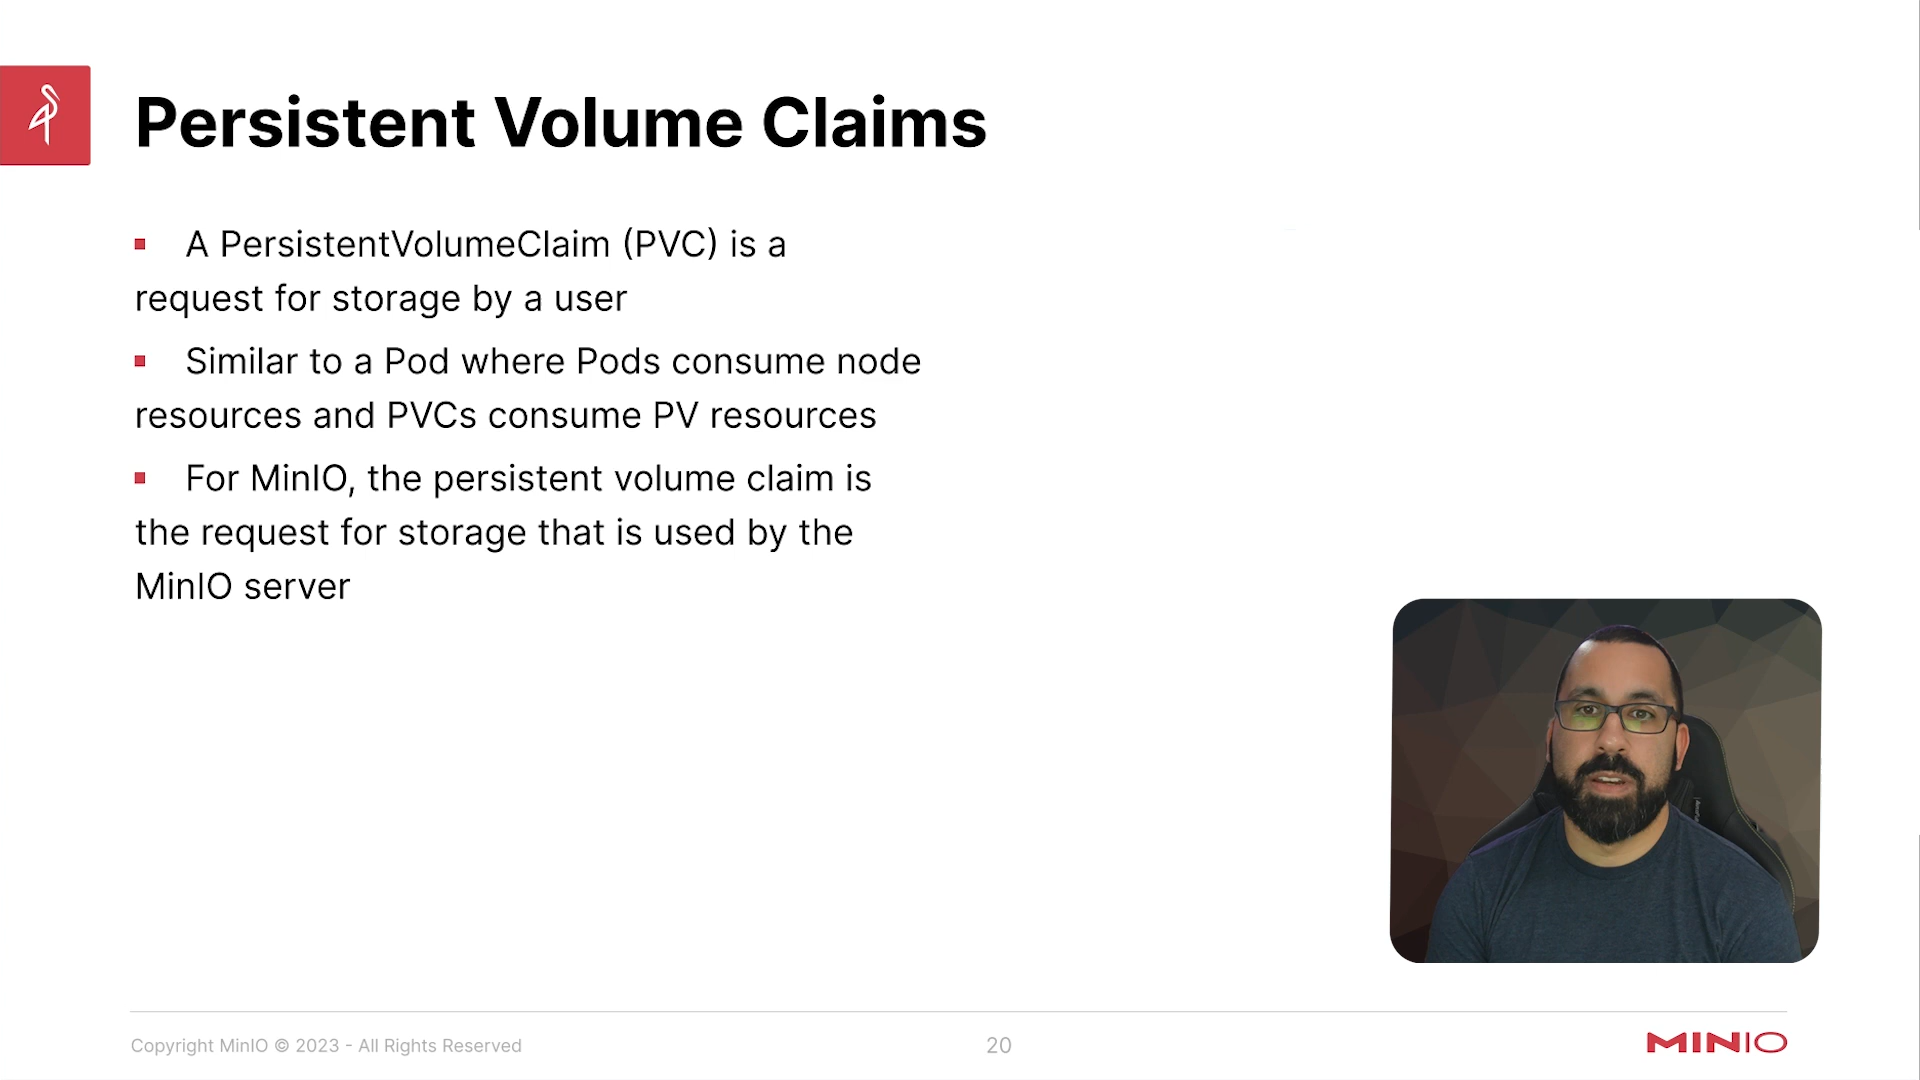 Persistent Volume Claims
A PersistentVolumeClaim (PVC) is a
request for storage by a user
Similar to a Pod where Pods consume node
resources and PVCs consume PV resources
For MinIO, the persistent volume claim is
the request for storage that is used by the
MinIO server
Copyright MinIO © 2023 - All Rights Reserved
20
MINIO